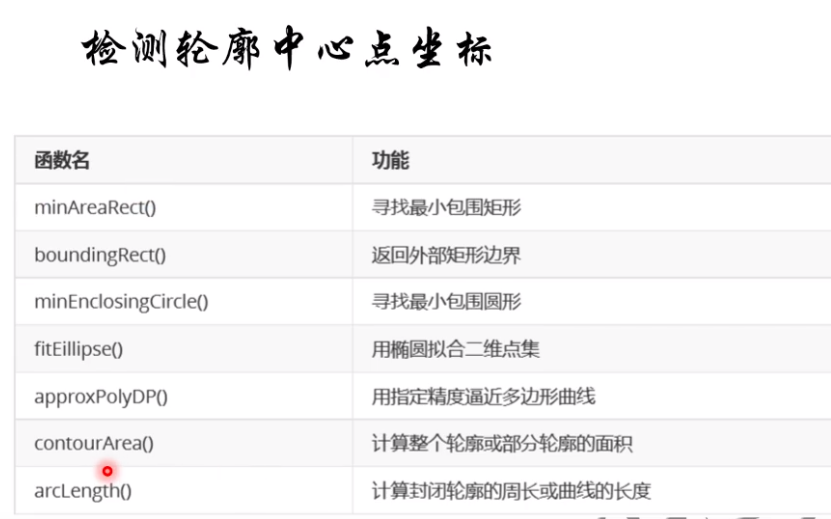 检测轮廓中心点坐标
函数名 功能
minAreaRect() 寻找最小包围矩形
boundingRect() 返回外部矩形边界
minEnclosingCircle() 寻找最小包围圆形
fitEillipse() 用椭圆拟合二维点集
approxPolyDP() 用指定精度逼近多边形曲线
contourArea() 计算整个轮廓或部分轮廓的面积
arcLength() 计算封闭轮廓的周长或曲线的长度